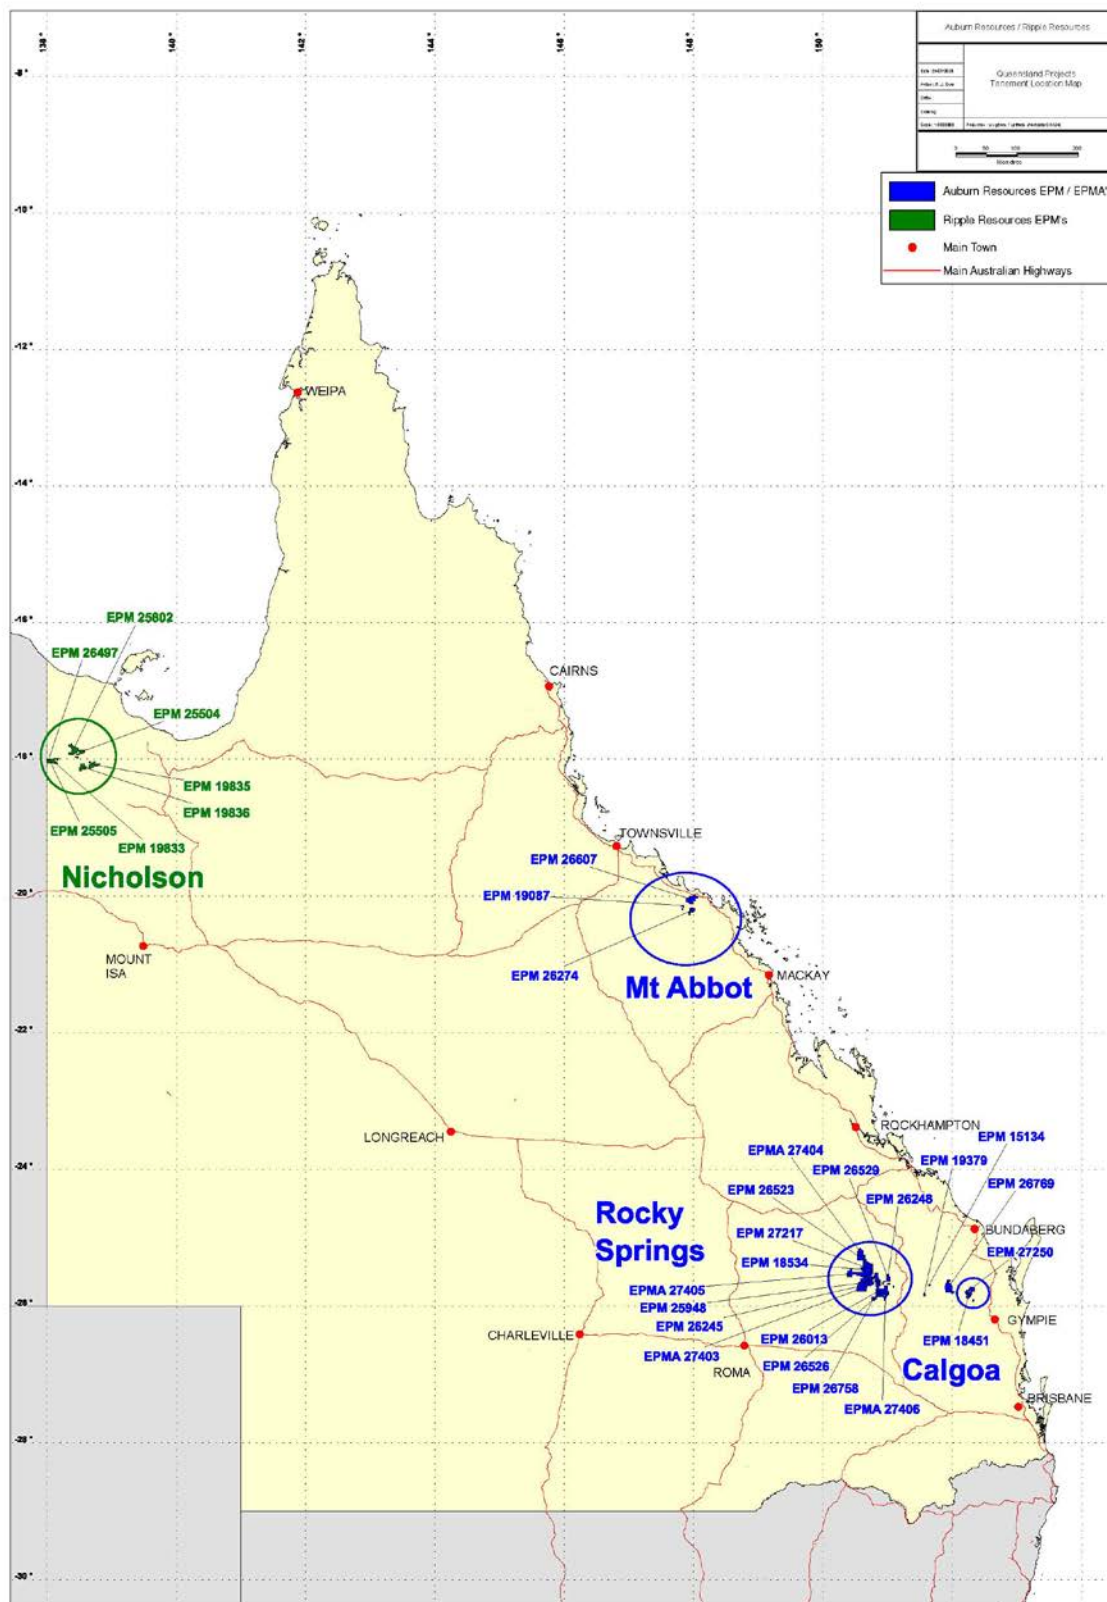 Auburn Resources / Ripple Resources
Queensland Projects
Tenement Location Map
0 50 100 200
138° 140° 142° 144° 146° 148° 150°
Auburn Resources EPM / EPMA'
Ripple Resources EPM's
Main Town
Main Australian Highways
-8°
-10°
-12°
WEIPA
-14°
-16°
EPM 25802
EPM 26497
CAIRNS
EPM 25504
-18°
EPM 19835
EPM 19836
EPM 25505
EPM 19833
TOWNSVILLE
EPM 26607
Nicholson
-20°
EPM 19087
MOUNT
ISA
EPM 26274
MACKAY
Mt Abbot
-22°
ROCKHAMPTON
LONGREACH
EPM 15134
EPMA 27404
EPM 19379
-24°
EPM 26529
EPM 26769
EPM 26523
EPM 26248
Rocky
Springs
EPM 27217
BUNDABERG
EPM 27250
EPM 18534
EPMA 27405
EPM 25948
-26°
EPM 26245
GYMPIE
CHARLEVILLE
EPM 26013
EPM 18451
EPMA 27403
EPM 26526
ROMA
Calgoa
EPM 26758
BRISBANE
EPMA 27406
-28°
-30°